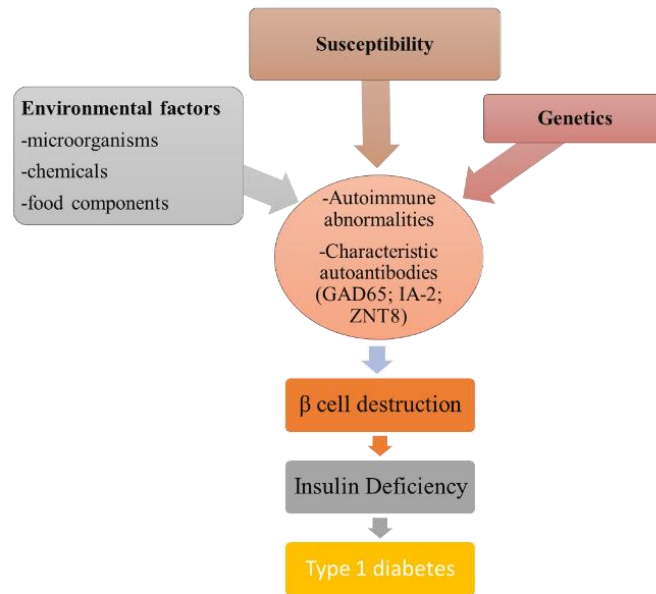 Susceptibility
Environmental factors
-microorganisms
-chemicals
-food components
Genetics
-Autoimmune
abnormalities
-Characteristic
autoantibodies
(GAD65; IA-2;
ZNT8)
β cell destruction
Insulin Deficiency
Type 1 diabetes